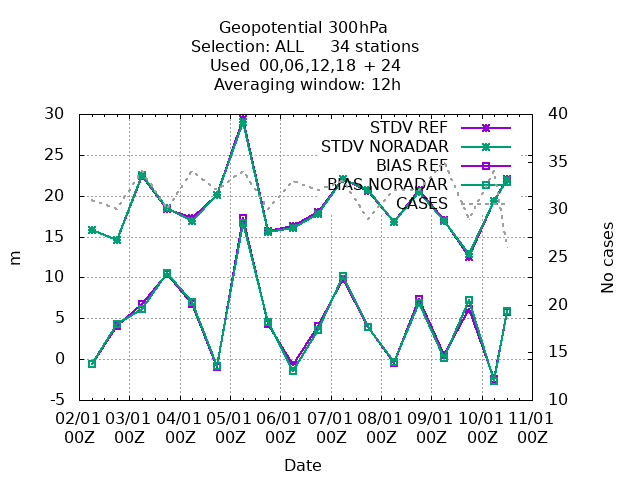 Geopotential 300hPa
Selection: ALL 34 stations
Used 00,06,12,18 + 24
Averaging window: 12h
30 40
STDV REF
STDV NORADAR
25 35
BIAS REF
BIAS NORADAR
20 30
CASES
15 25
m No cases
10 20
5
0 15
-5 10
02/01 03/01 04/01 05/01 06/01 07/01 08/01 09/01 10/01 11/01
00Z 00Z 00Z 00Z 00Z 00Z 00Z 00Z 00Z 00Z
Date